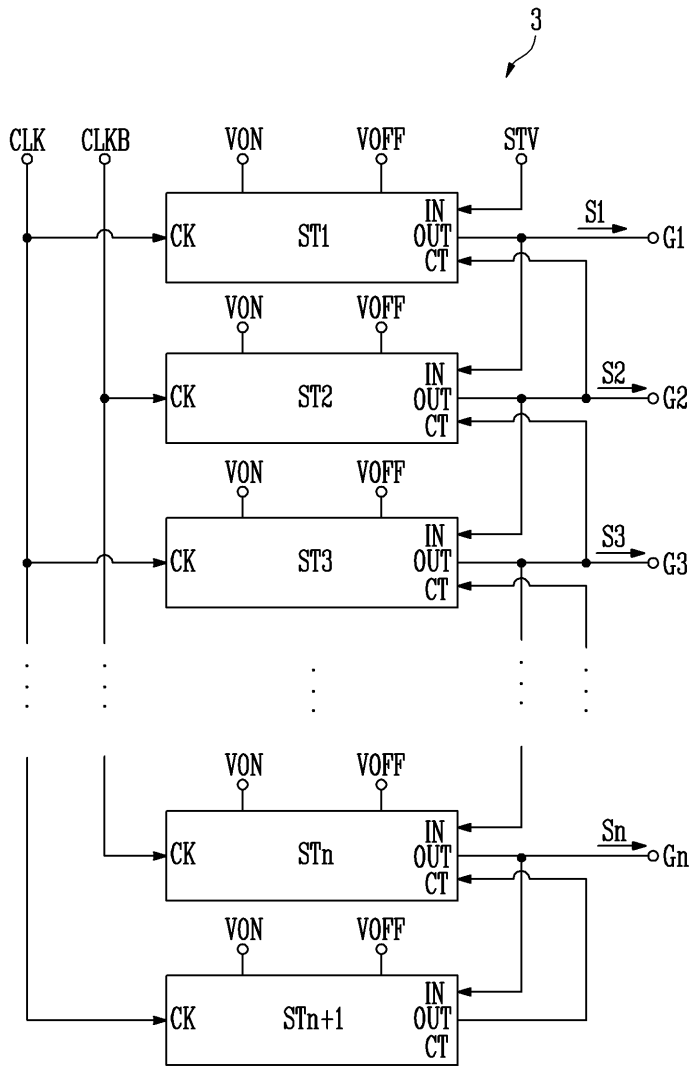 3
CLK CLKB VON VOFF STV
IN S1
CK ST1 OUT G1
CT
VON VOFF
IN S2
CK ST2 OUT G2
CT
VON VOFF
IN S3
CK ST3 OUT G3
CT
VON VOFF
IN Sn
CK STn OUT Gn
CT
VON VOFF
IN
CK STn+1 OUT
CT